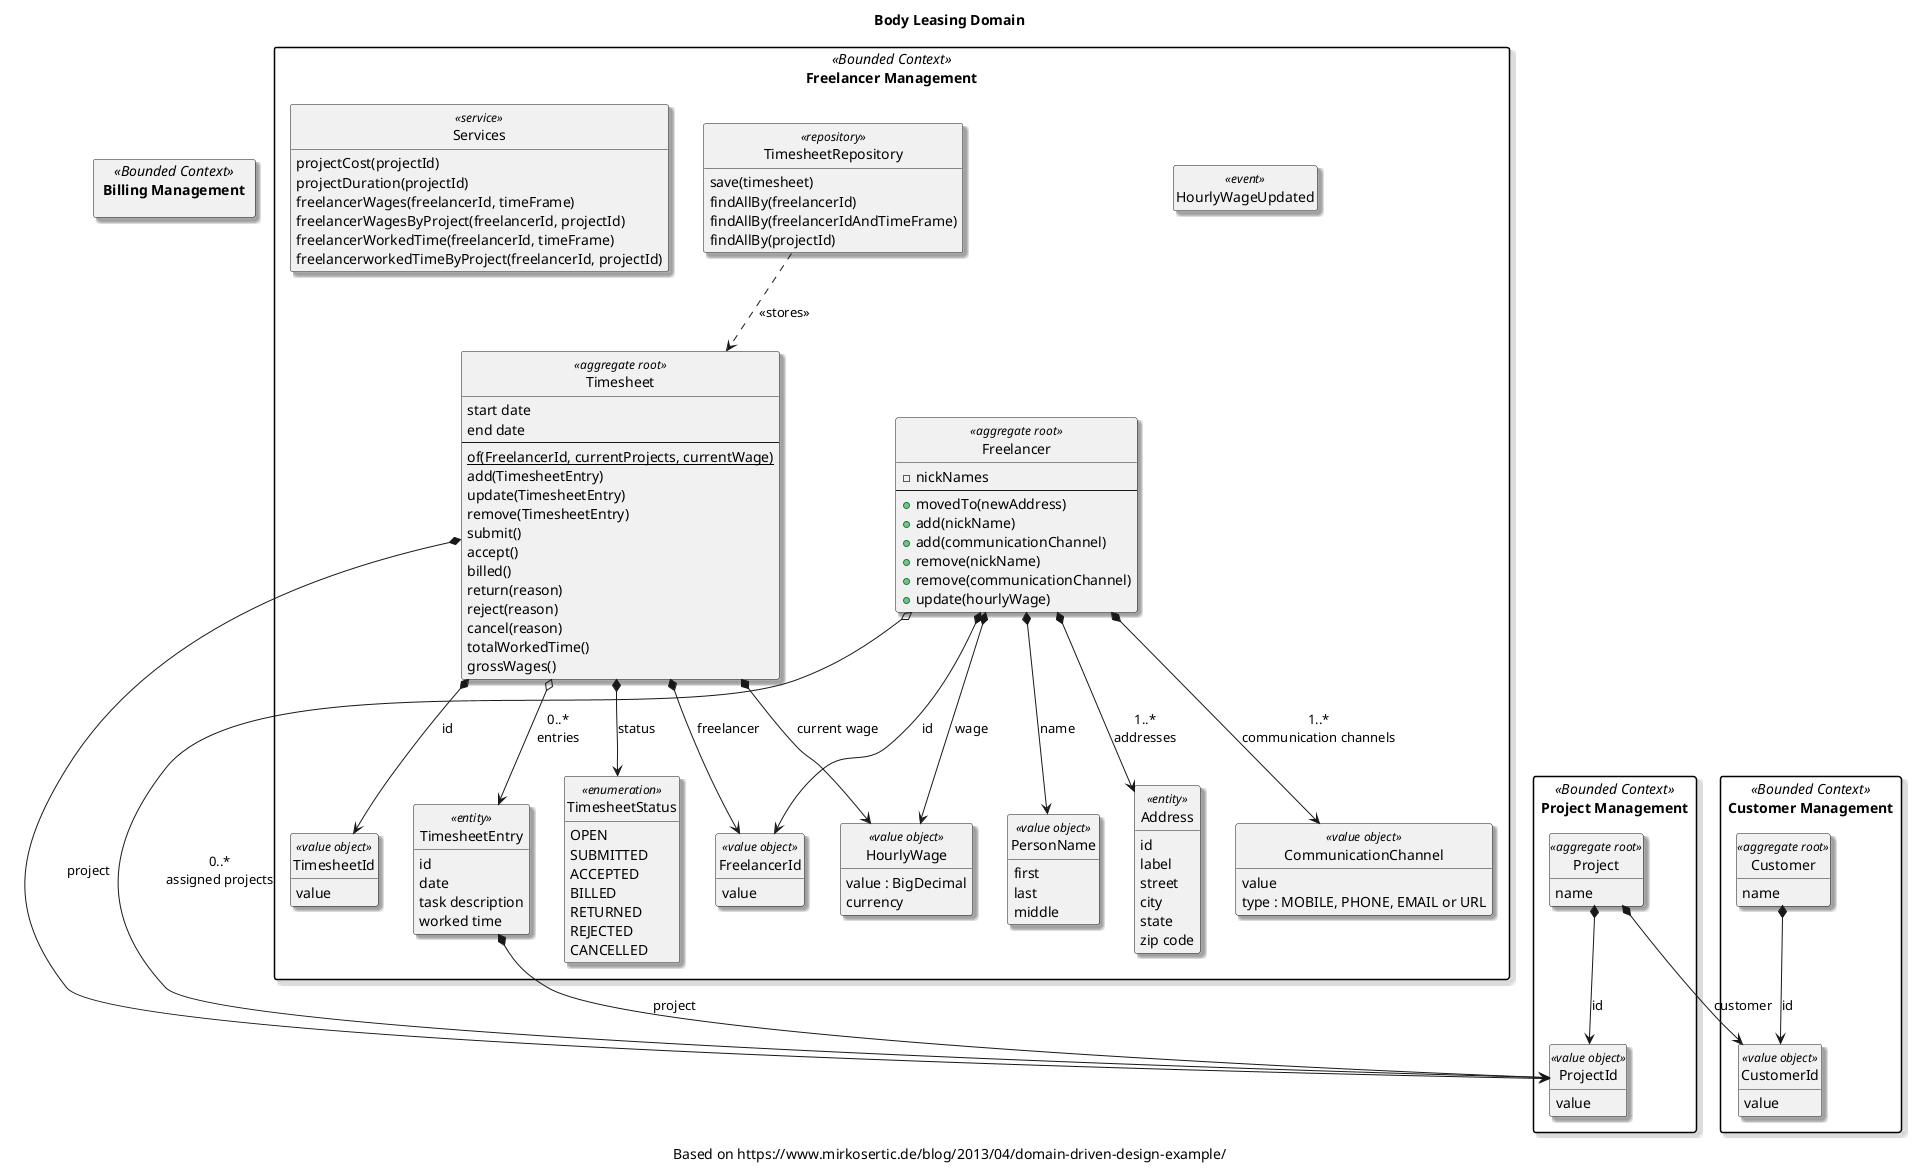 Body Leasing Domain
«Bounded Context»
Freelancer Management
«service»
Services
projectCost(projectId)
projectDuration(projectId)
freelancerWages(freelancerId, timeFrame)
freelancerWagesByProject(freelancerId, projectId)
freelancerWorkedTime(freelancerId, timeFrame)
freelancerworkedTimeByProject(freelancerId, projectId)
«repository»
TimesheetRepository
save(timesheet)
findAllBy(freelancerId)
findAllBy(freelancerIdAndTimeFrame)
findAllBy(projectId)
«event»
HourlyWageUpdated
«Bounded Context»
Billing Management
«stores»
«aggregate root»
Timesheet
start date
end date
of(FreelancerId, currentProjects, currentWage)
add(TimesheetEntry)
update(TimesheetEntry)
remove(TimesheetEntry)
submit()
accept()
billed()
return(reason)
reject(reason)
cancel(reason)
totalWorkedTime()
grossWages()
«aggregate root»
Freelancer
nickNames
movedTo(newAddress)
add(nickName)
add(communicationChannel)
remove(nickName)
remove(communicationChannel)
update(hourlyWage)
id
0..*
entries
status
freelancer
current wage
id
wage
name
1..*
addresses
1..*
communication channels
project
0..*
assigned projects
«value object»
TimesheetId
value
«entity»
TimesheetEntry
id
date
task description
worked time
«enumeration»
TimesheetStatus
OPEN
SUBMITTED
ACCEPTED
BILLED
RETURNED
REJECTED
CANCELLED
«value object»
FreelancerId
value
«value object»
HourlyWage
value : BigDecimal
currency
«value object»
PersonName
first
last
middle
«entity»
Address
id
label
street
city
state
zip code
«value object»
CommunicationChannel
value
type : MOBILE, PHONE, EMAIL or URL
«Bounded Context»
Project Management
«aggregate root»
Project
name
«Bounded Context»
Customer Management
«aggregate root»
Customer
name
project
id
customer
id
«value object»
ProjectId
value
«value object»
CustomerId
value
Based on https://www.mirkosertic.de/blog/2013/04/domain-driven-design-example/